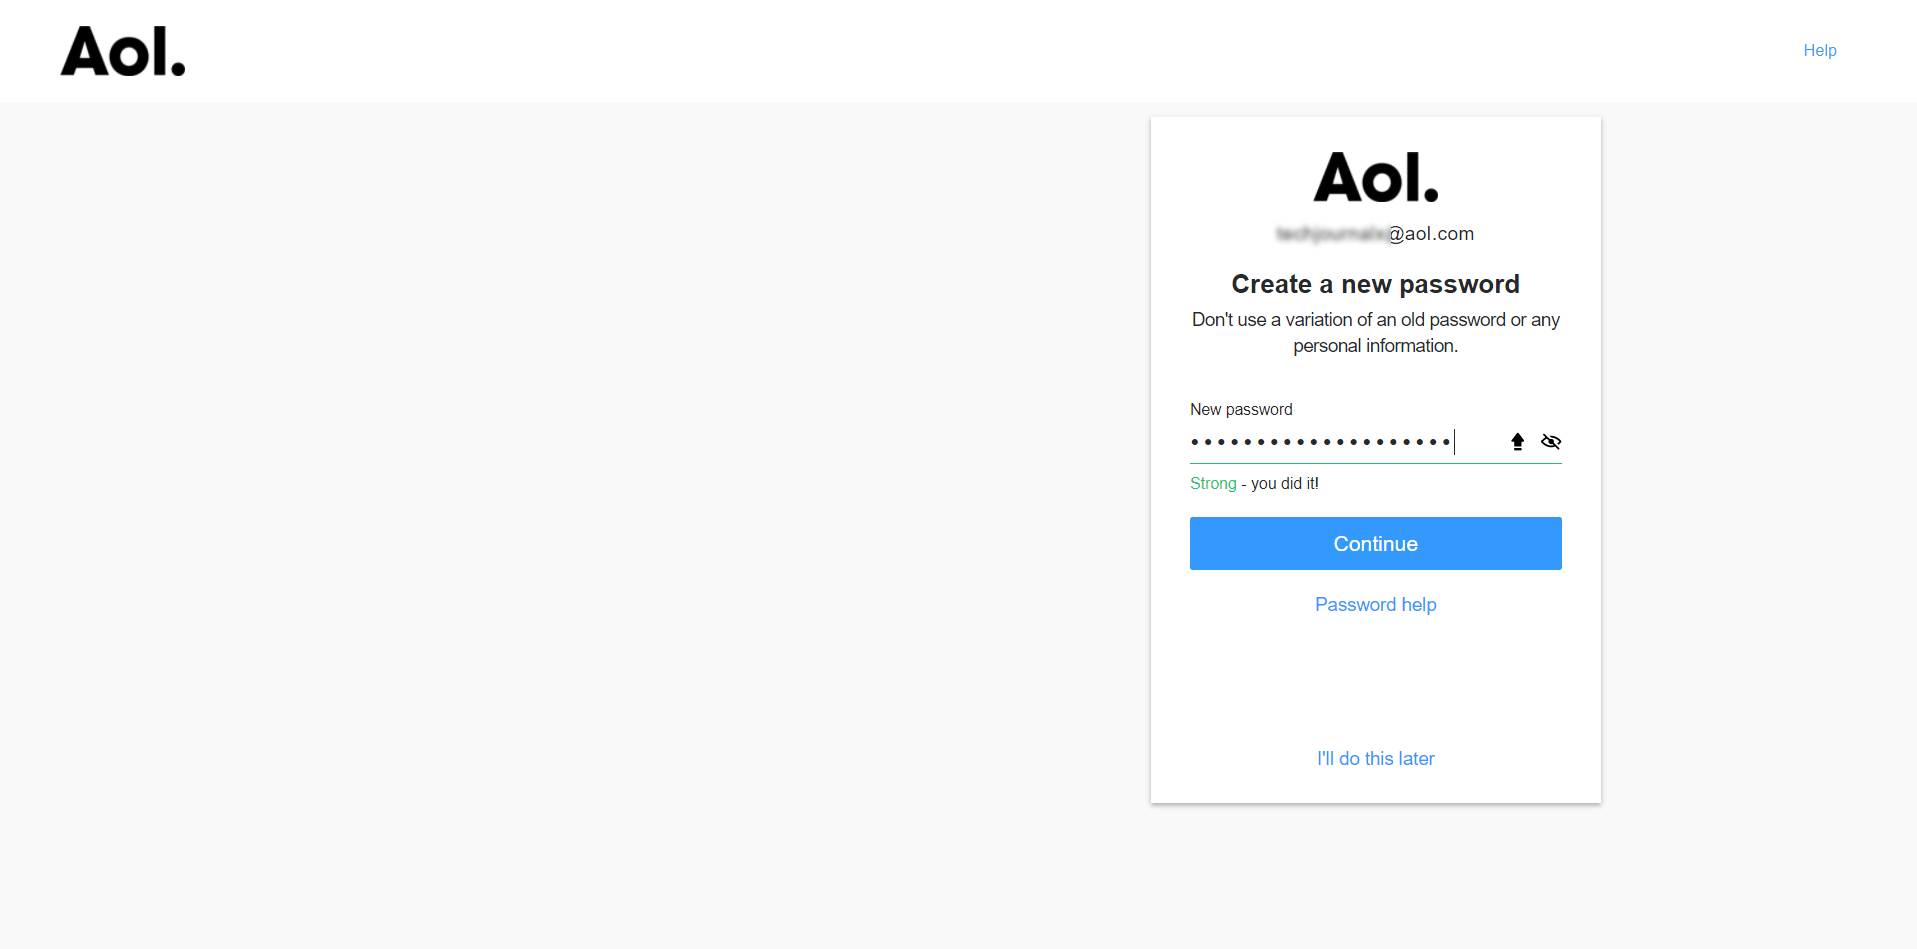 Aol.
Help
Aol.
@aol.com
Create a new password
Don't use a variation of an old password or any
personal information.
New password
Strong - you did it!
Continue
Password help
I'll do this later